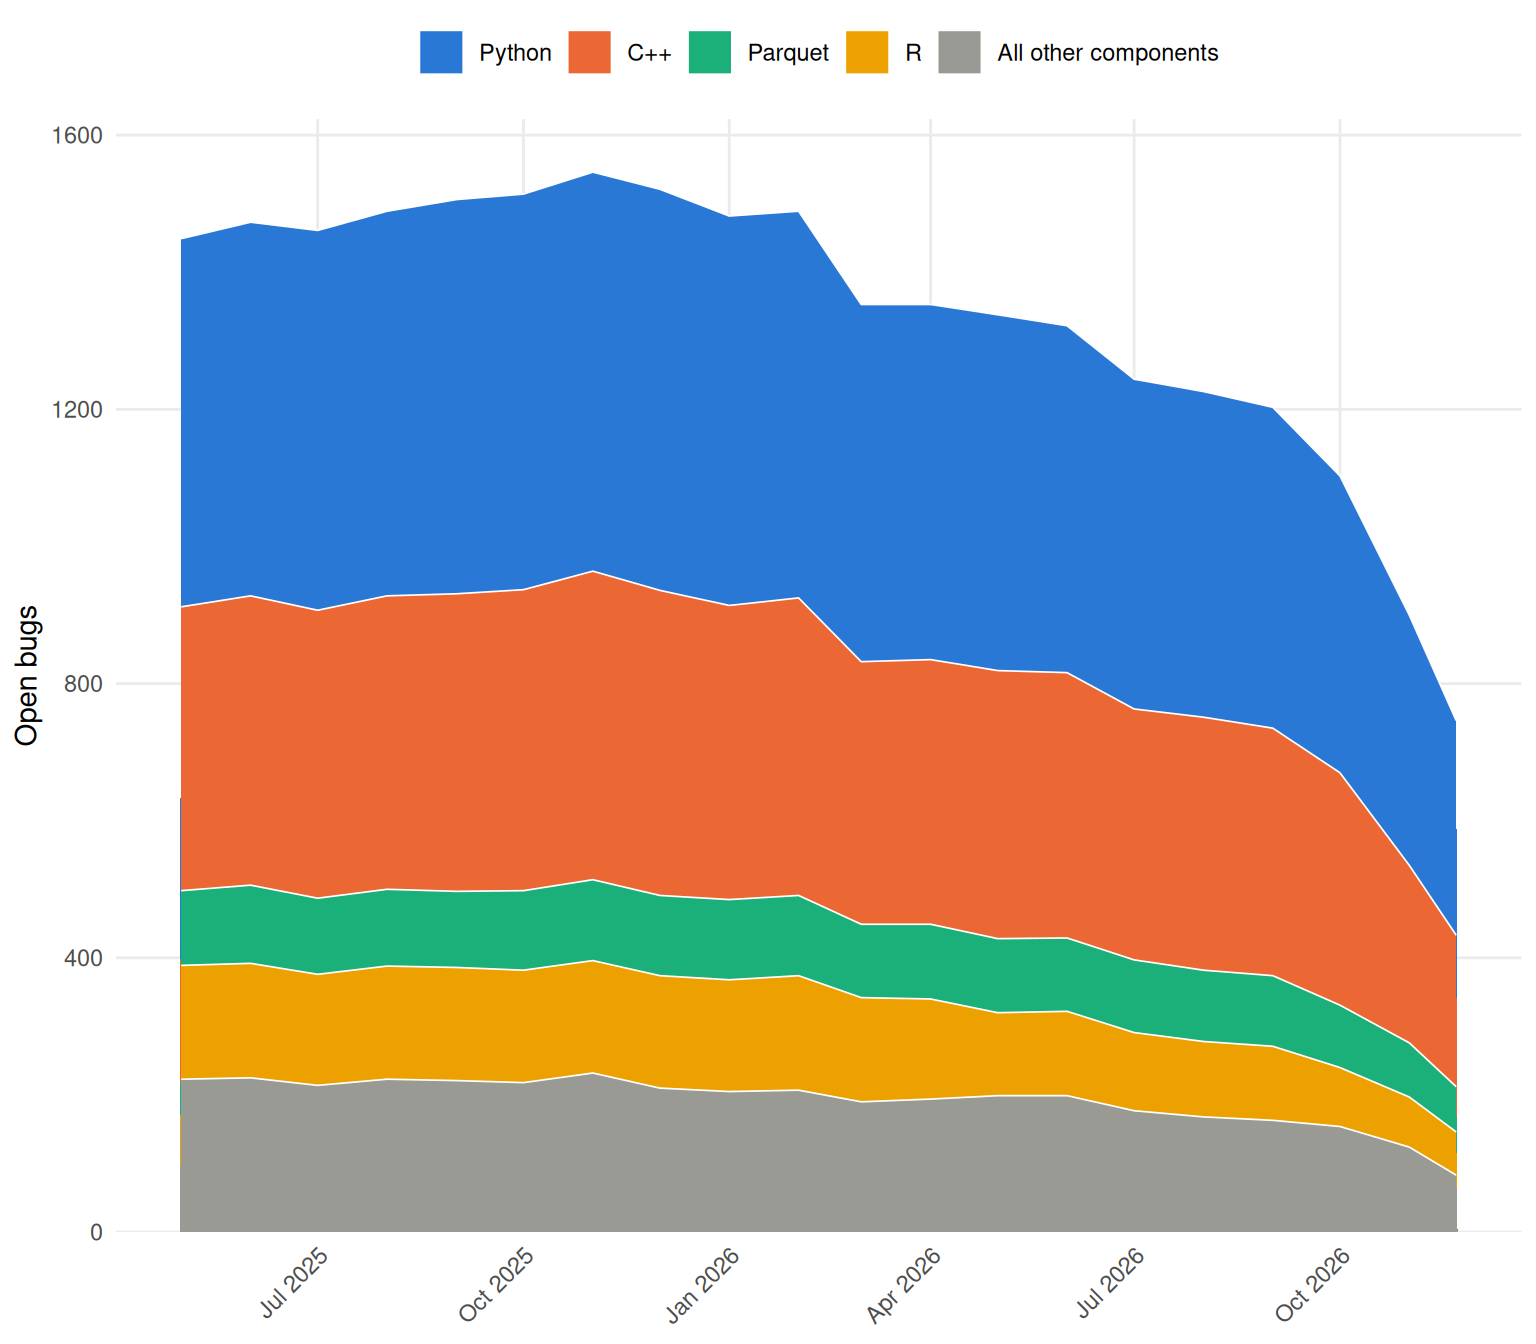 Python C++ Parquet R All other components
1600
1200
800
400
0
Open bugs
Jul 2025
Oct 2025
Jan 2026
Apr 2026
Jul 2026
Oct 2026